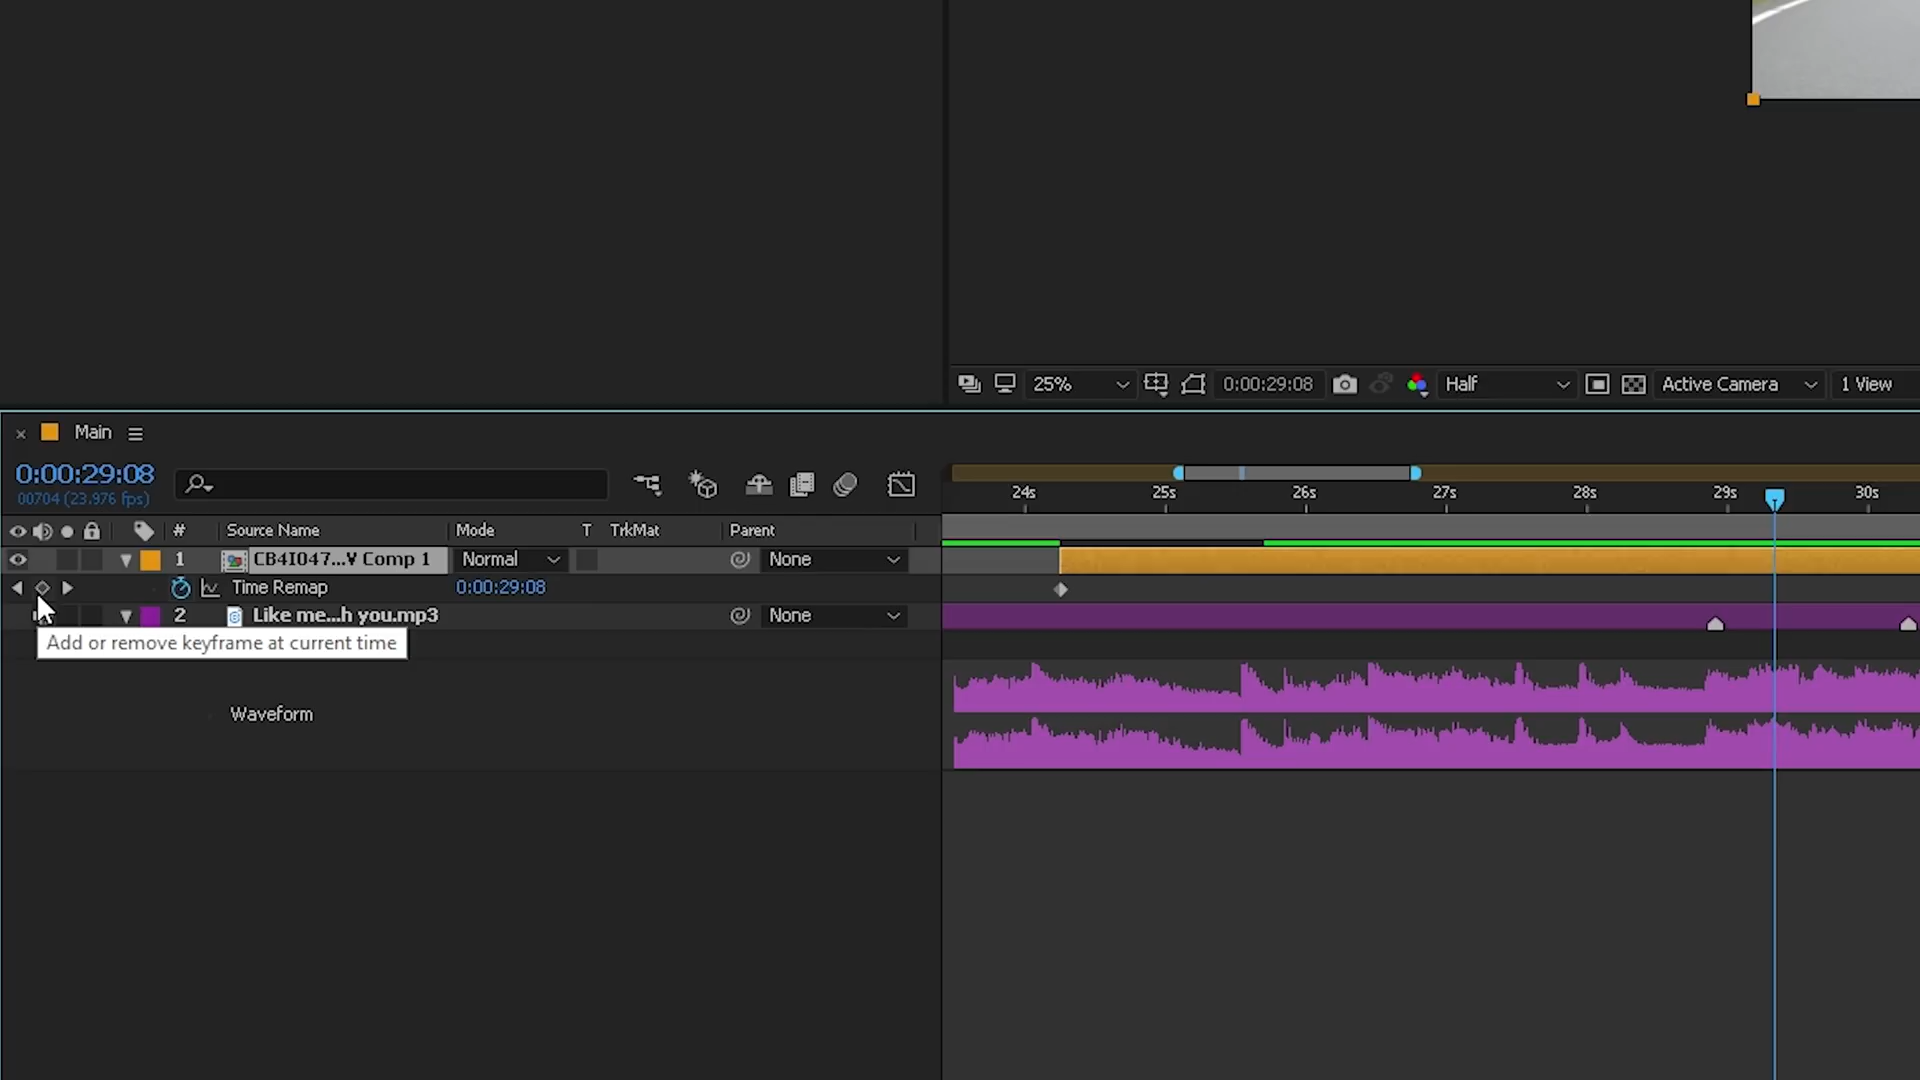 25%
0:00:29:08
Half
Active Camera
1 View
× Main
0:00:29:08
00704 (23.976 fps)
24s 25s 26s 27s 28s 29s 30s
# Source Name Mode T TrkMat Parent
1 CB4I047...V Comp 1 Normal None
Time Remap 0:00:29:08
2 Like me...h you.mp3 None
Add or remove keyframe at current time
Waveform